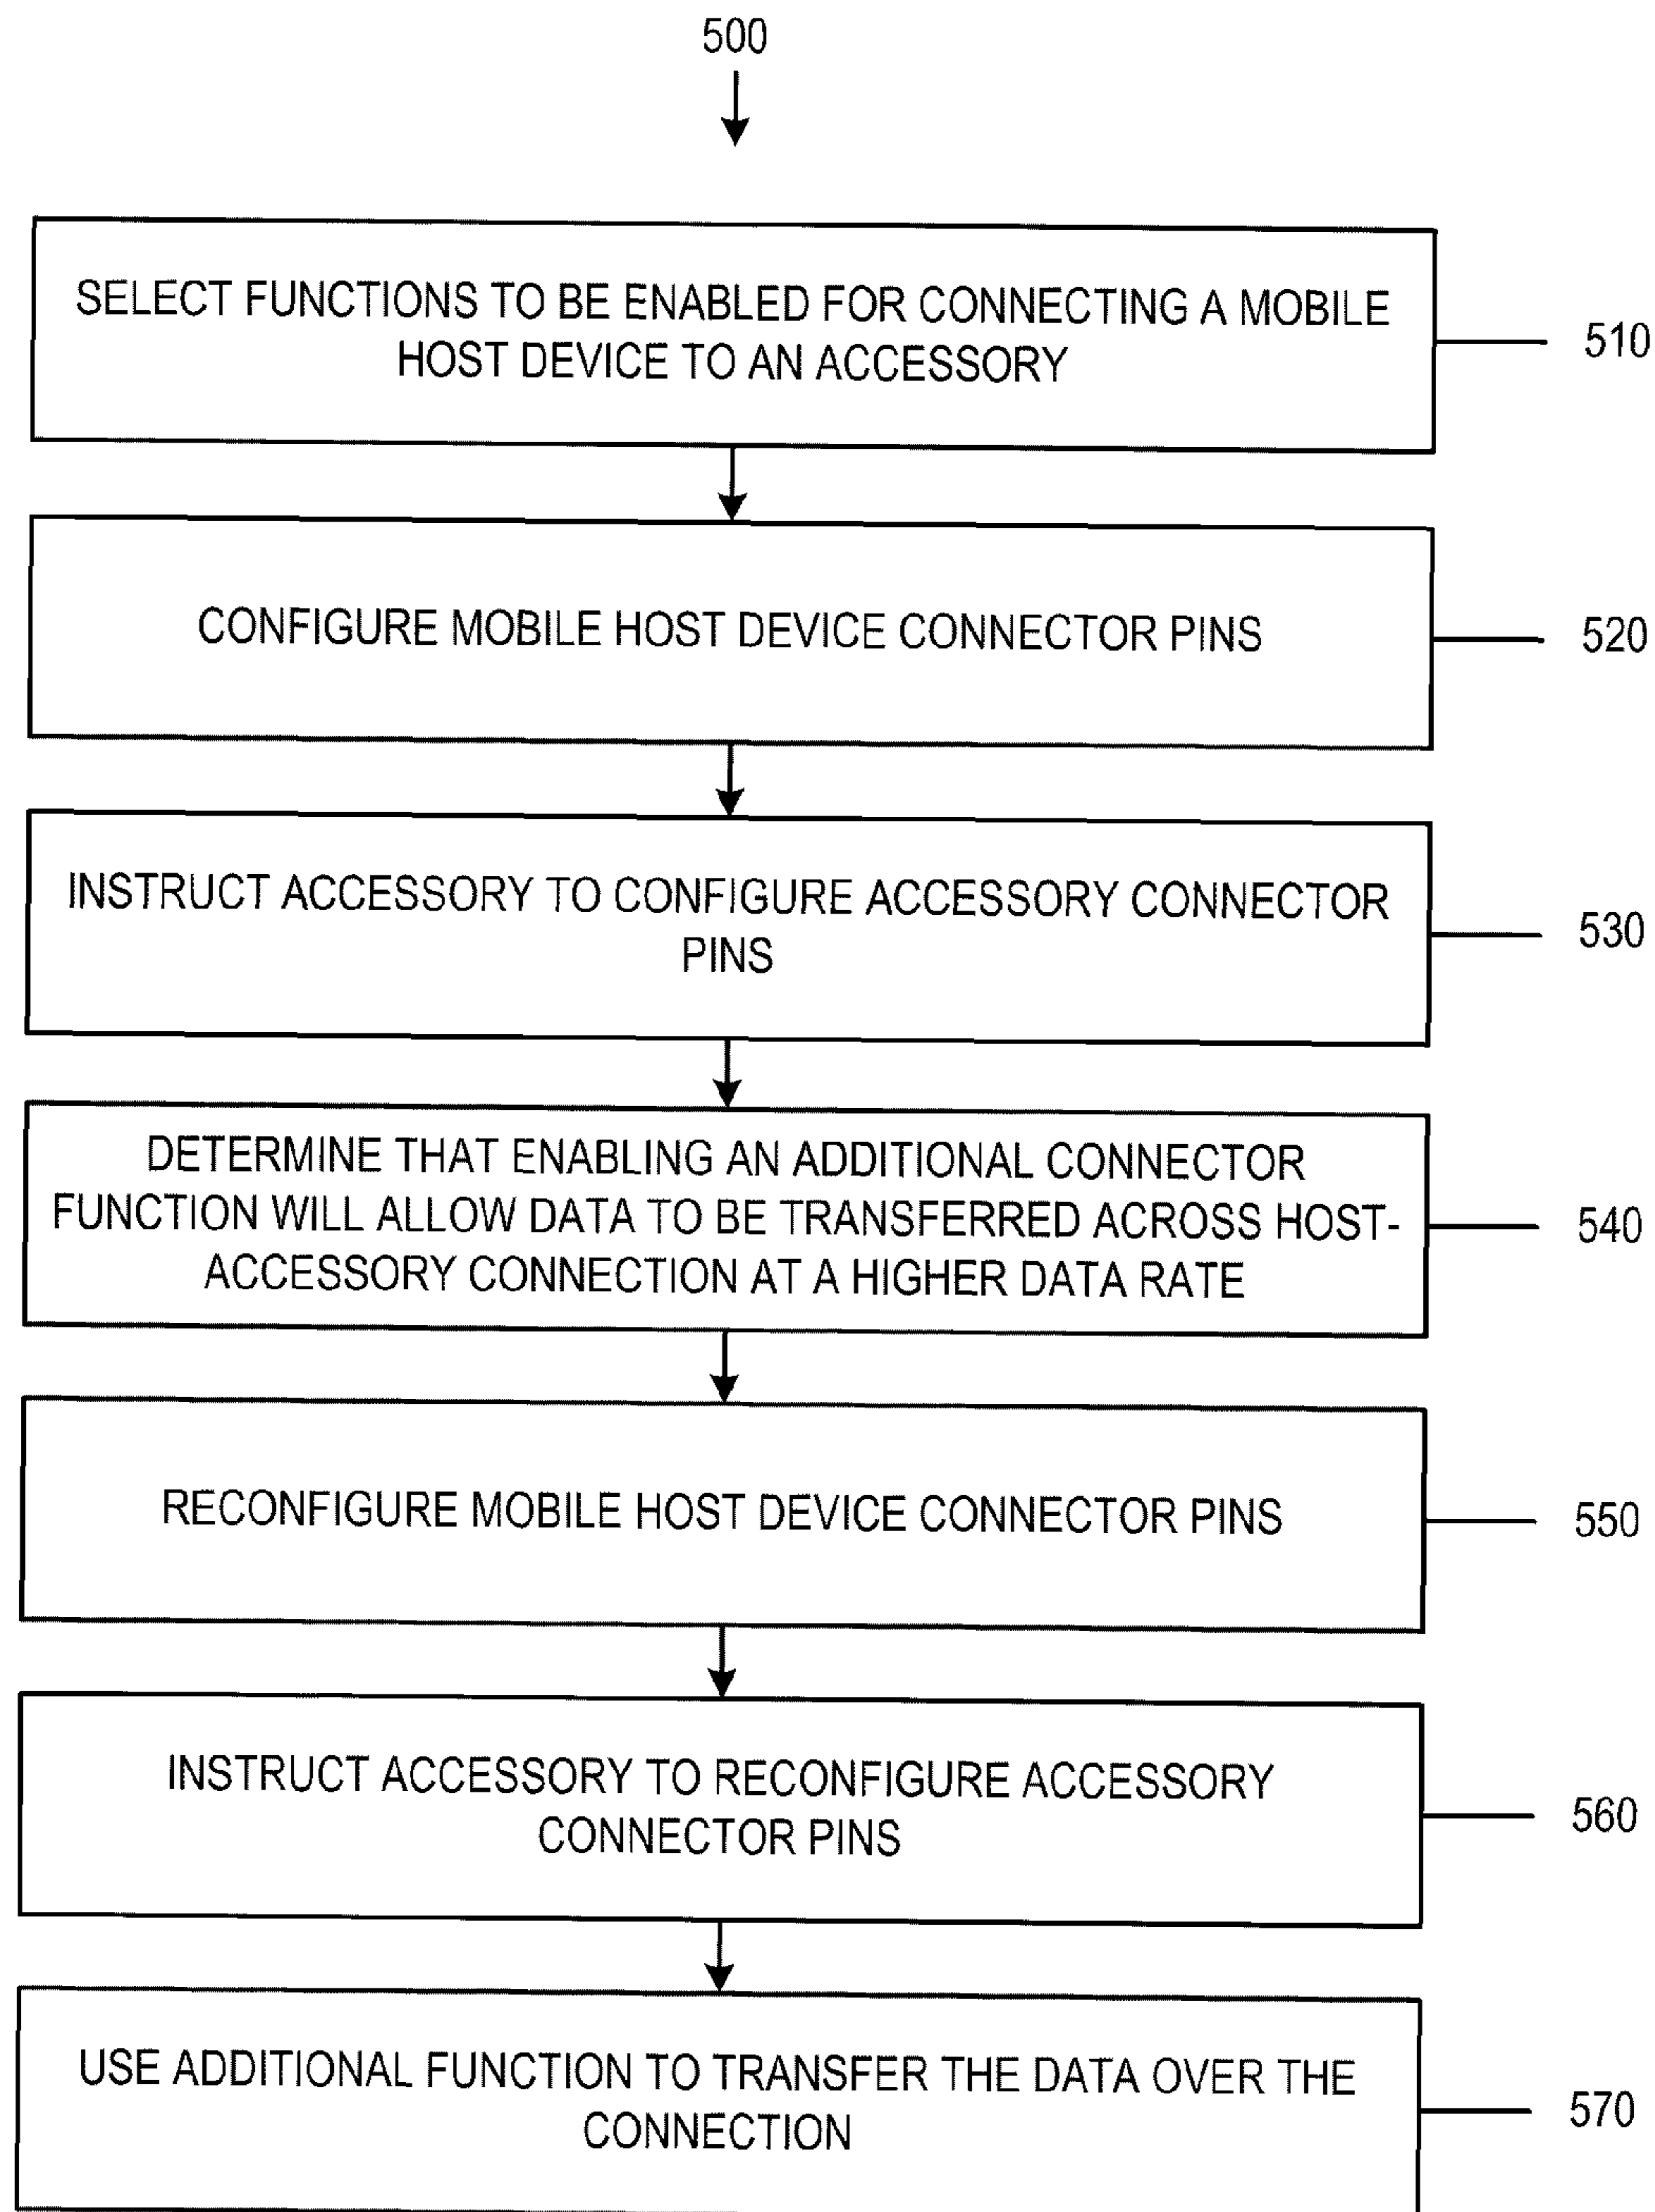 500
SELECT FUNCTIONS TO BE ENABLED FOR CONNECTING A MOBILE
HOST DEVICE TO AN ACCESSORY
510
CONFIGURE MOBILE HOST DEVICE CONNECTOR PINS
520
INSTRUCT ACCESSORY TO CONFIGURE ACCESSORY CONNECTOR
PINS
530
DETERMINE THAT ENABLING AN ADDITIONAL CONNECTOR
FUNCTION WILL ALLOW DATA TO BE TRANSFERRED ACROSS HOST-
ACCESSORY CONNECTION AT A HIGHER DATA RATE
540
RECONFIGURE MOBILE HOST DEVICE CONNECTOR PINS
550
INSTRUCT ACCESSORY TO RECONFIGURE ACCESSORY
CONNECTOR PINS
560
USE ADDITIONAL FUNCTION TO TRANSFER THE DATA OVER THE
CONNECTION
570